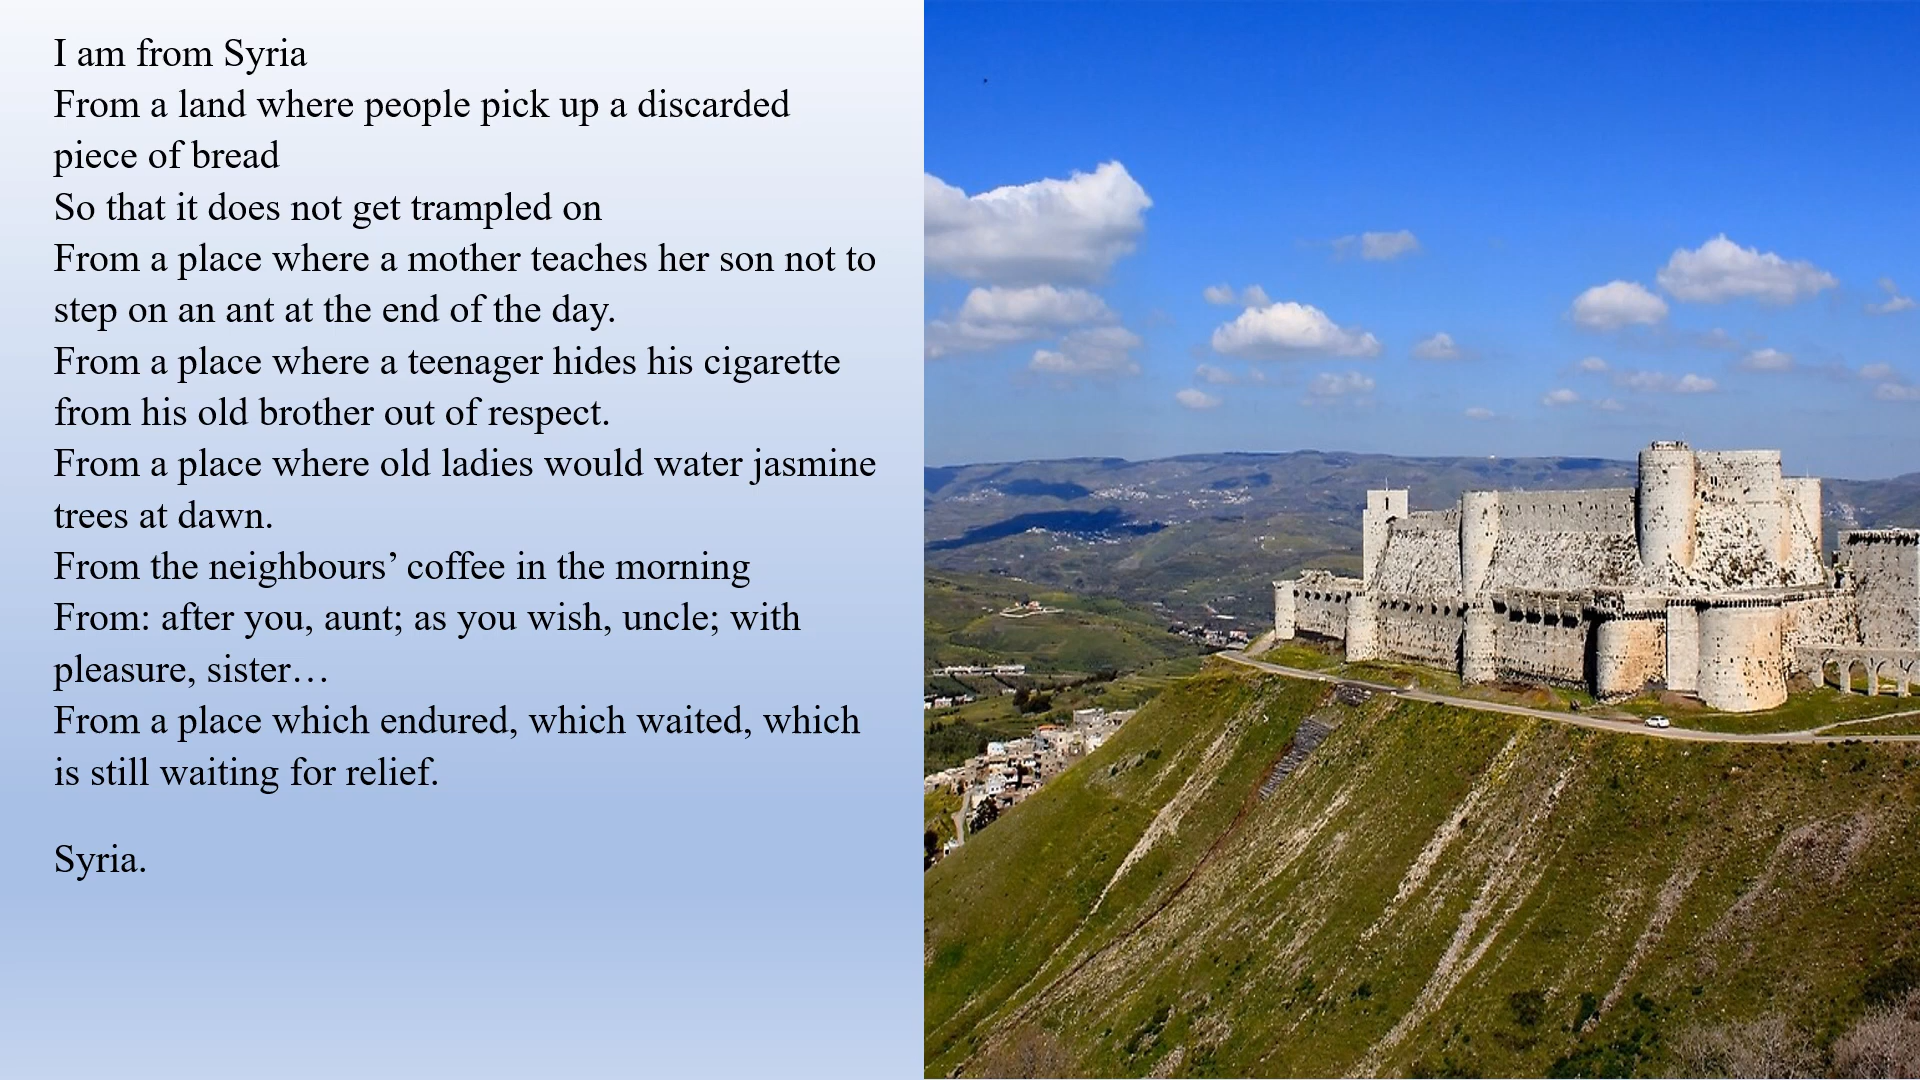 I am from Syria
From a land where people pick up a discarded
piece of bread
So that it does not get trampled on
From a place where a mother teaches her son not to
step on an ant at the end of the day.
From a place where a teenager hides his cigarette
from his old brother out of respect.
From a place where old ladies would water jasmine
trees at dawn.
From the neighbours’ coffee in the morning
From: after you, aunt; as you wish, uncle; with
pleasure, sister…
From a place which endured, which waited, which
is still waiting for relief.
Syria.